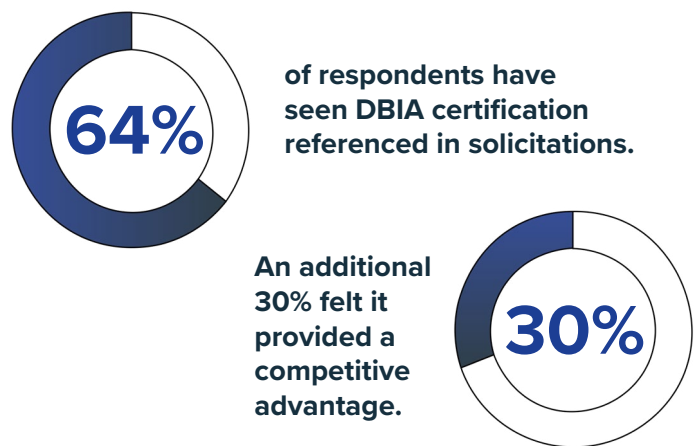 64%
of respondents have
seen DBIA certification
referenced in solicitations.
An additional
30% felt it
provided a
competitive
advantage.
30%